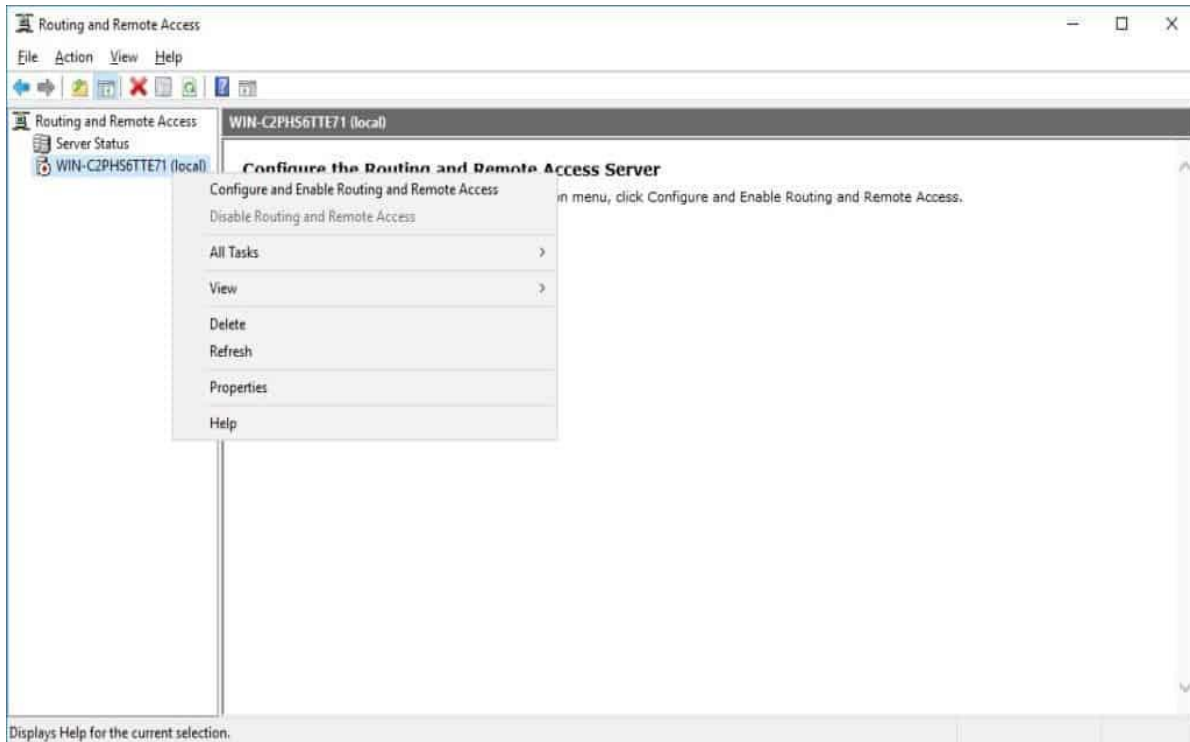 Routing and Remote Access
File Action View Help
Routing and Remote Access
Server Status
WIN-C2PHS6TTE71 (local)
WIN-C2PHS6TTE71 (local)
Configure the Routing and Remote Access Server
n menu, click Configure and Enable Routing and Remote Access.
Configure and Enable Routing and Remote Access
Disable Routing and Remote Access
All Tasks
View
Delete
Refresh
Properties
Help
Displays Help for the current selection.